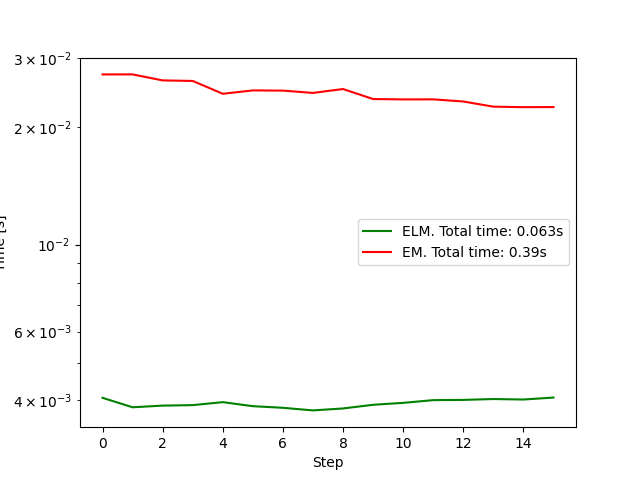 3 × 10⁻²
2 × 10⁻²
10⁻²
6 × 10⁻³
4 × 10⁻³
ELM. Total time: 0.063s
EM. Total time: 0.39s
0 2 4 6 8 10 12 14
Step